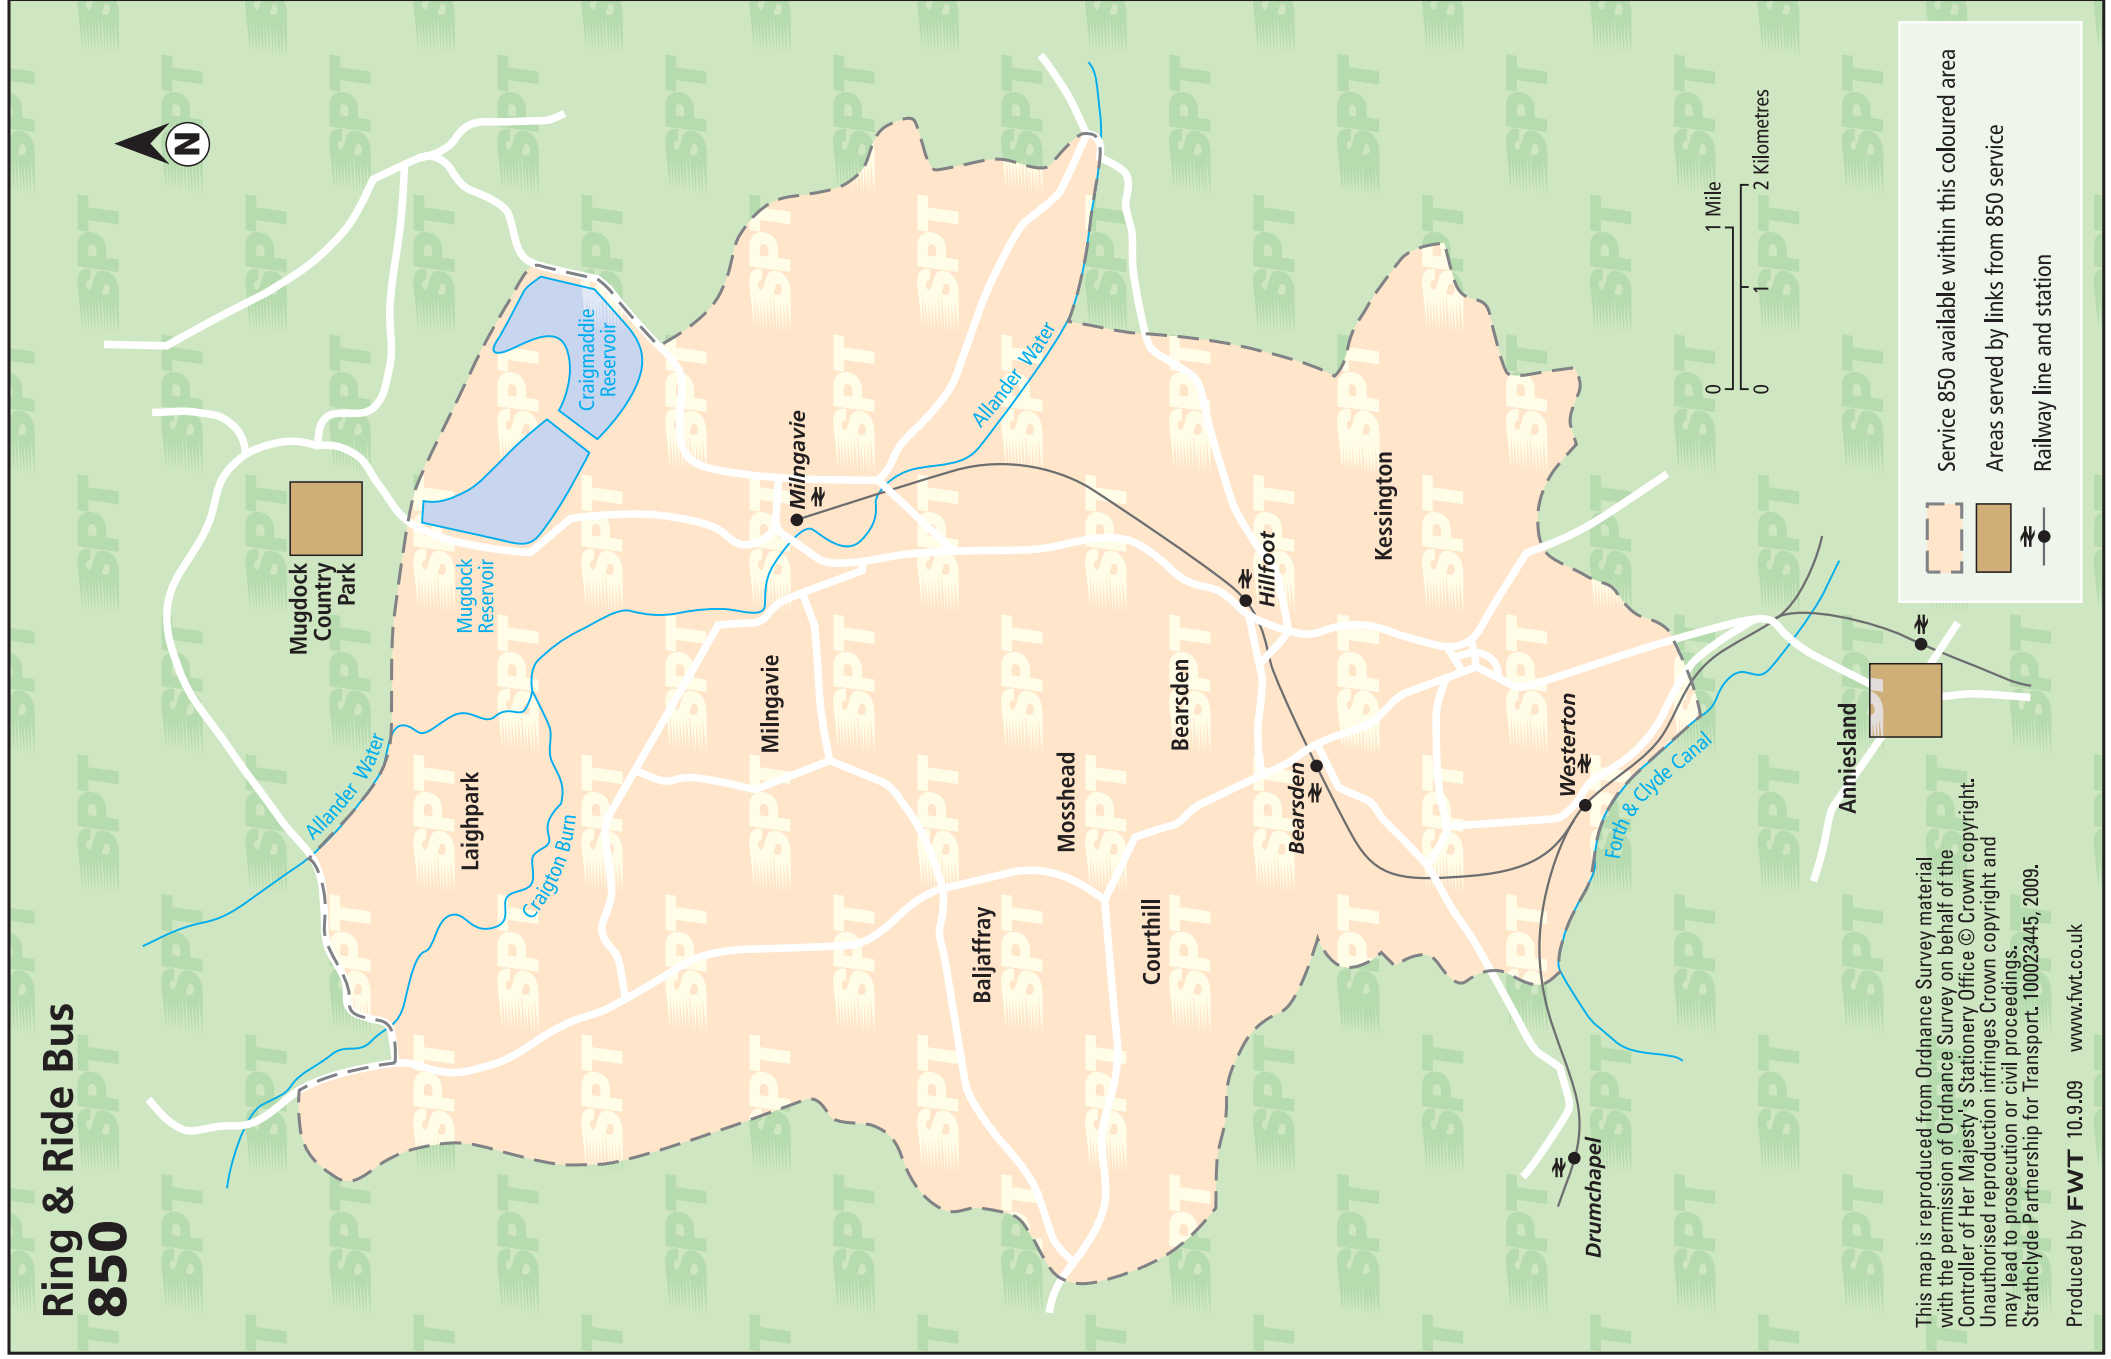 Ring & Ride Bus
850
N
Mugdock
Country
Park
Mugdock
Reservoir
Craigmaddie
Reservoir
Allander Water
Laighpark
Craigton Burn
Milngavie
Milngavie
Allander Water
Baljaffray
Mosshead
Courthill
Bearsden
Hillfoot
Kessington
Bearsden
Westerton
Drumchapel
Forth & Clyde Canal
Anniesland
0 1 Mile
0 1 2 Kilometres
Service 850 available within this coloured area
Areas served by links from 850 service
Railway line and station
This map is reproduced from Ordnance Survey material
with the permission of Ordnance Survey on behalf of the
Controller of Her Majesty's Stationery Office © Crown copyright.
Unauthorised reproduction infringes Crown copyright and
may lead to prosecution or civil proceedings.
Strathclyde Partnership for Transport. 100023445, 2009.
Produced by FWT 10.9.09 www.fwt.co.uk
SPT